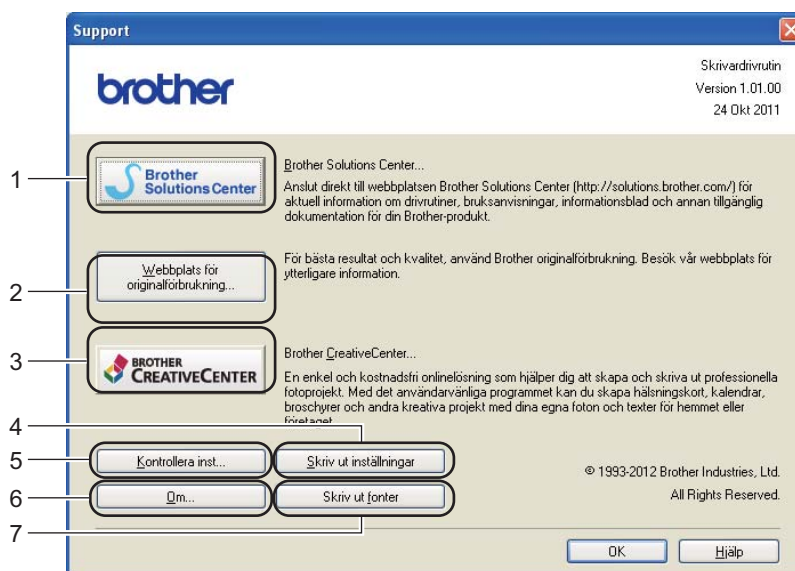 Support
brother
Skrivardrivrutin
Version 1.01.00
24 Okt 2011
1
Brother
Solutions Center
Brother Solutions Center...
Anslut direkt till webbplatsen Brother Solutions Center (http://solutions.brother.com/) för
aktuell information om drivrutiner, bruksanvisningar, informationsblad och annan tillgänglig
dokumentation för din Brother-produkt.
2
Webbplats för
originalförbrukning...
För bästa resultat och kvalitet, använd Brother originalförbrukning. Besök vår webbplats för
ytterligare information.
3
BROTHER
CREATIVECENTER
Brother CreativeCenter...
En enkel och kostnadsfri onlinelösning som hjälper dig att skapa och skriva ut professionella
fotoprojekt. Med det användarvänliga programmet kan du skapa hälsningskort, kalendrar,
broschyrer och andra kreativa projekt med dina egna foton och texter för hemmet eller
företaget.
4
5
Kontrollera inst...
Skriv ut inställningar
© 1993-2012 Brother Industries, Ltd.
6
Om...
Skriv ut fonter
All Rights Reserved.
7
OK
Hjälp